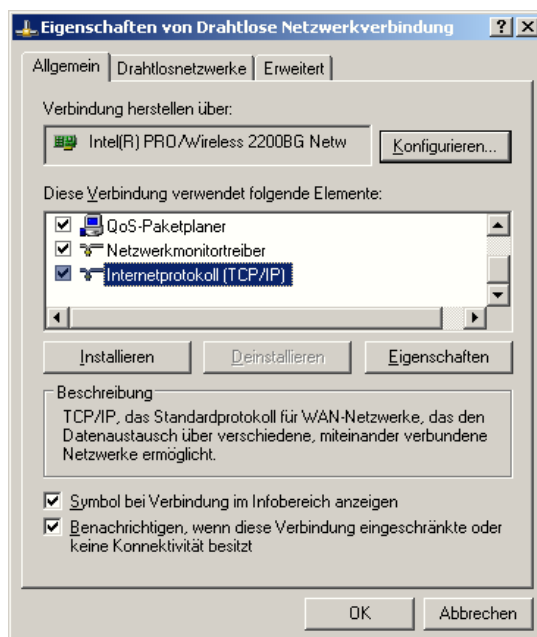 Eigenschaften von Drahtlose Netzwerkverbindung
Allgemein Drahtlosnetzwerke Erweitert
Verbindung herstellen über:
Intel(R) PRO/Wireless 2200BG Netw Konfigurieren...
Diese Verbindung verwendet folgende Elemente:
QoS-Paketplaner
Netzwerkmonitortreiber
Internetprotokoll (TCP/IP)
Installieren Deinstallieren Eigenschaften
Beschreibung
TCP/IP, das Standardprotokoll für WAN-Netzwerke, das den
Datenaustausch über verschiedene, miteinander verbundene
Netzwerke ermöglicht.
Symbol bei Verbindung im Infobereich anzeigen
Benachrichtigen, wenn diese Verbindung eingeschränkte oder
keine Konnektivität besitzt
OK Abbrechen